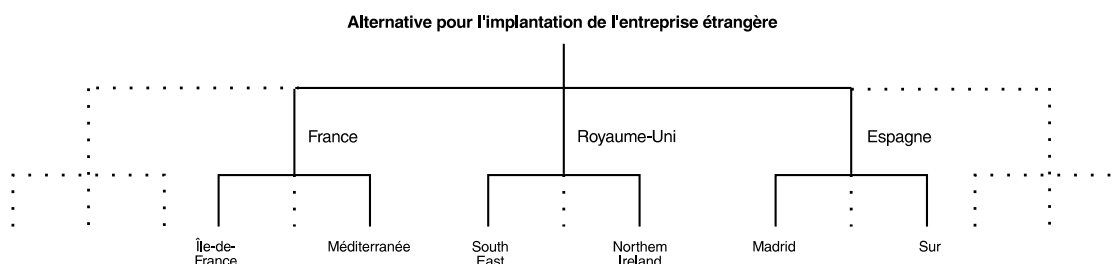 Alternative pour l'implantation de l'entreprise étrangère
France
Royaume-Uni
Espagne
Île-de-
France
Méditerranée
South
East
Northem
Ireland
Madrid
Sur